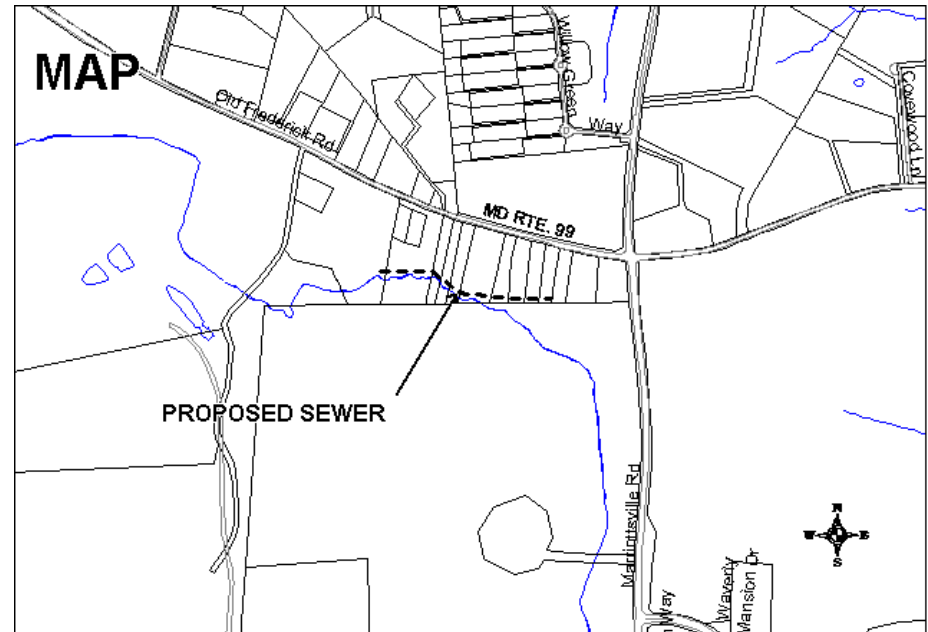 MAP
Willow Green
Way
Covewood Ln
Old Frederick Rd
MD RTE. 99
PROPOSED SEWER
Marriottsville Rd
N
W E
S
Waverly
Mansion Dr
Way